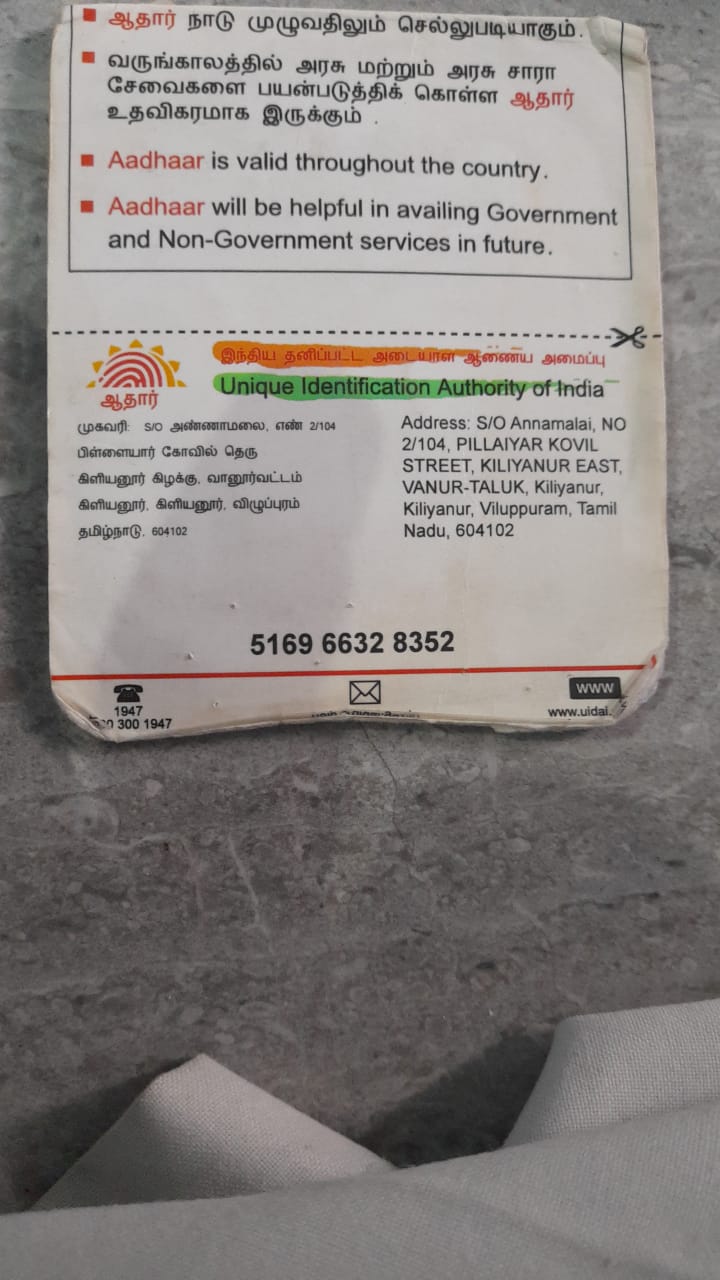 ஆதார் நாடு முழுவதிலும் செல்லுபடியாகும்.
வருங்காலத்தில் அரசு மற்றும் அரசு சாரா
சேவைகளை பயன்படுத்திக் கொள்ள ஆதார்
உதவிகரமாக இருக்கும் .
Aadhaar is valid throughout the country.
Aadhaar will be helpful in availing Government
and Non-Government services in future.
இந்திய தனிப்பட்ட அடையாள ஆணைய அமைப்பு
Unique Identification Authority of India
ஆதார்
முகவரி: S/O அண்ணாமலை, எண் 2/104
பிள்ளையார் கோவில் தெரு
கிளியனூர் கிழக்கு, வானூர்வட்டம்
கிளியனூர், கிளியனூர், விழுப்புரம்
தமிழ்நாடு, 604102
Address: S/O Annamalai, NO
2/104, PILLAIYAR KOVIL
STREET, KILIYANUR EAST,
VANUR-TALUK, Kiliyanur,
Kiliyanur, Viluppuram, Tamil
Nadu, 604102
5169 6632 8352
1947
300 1947
WWW
www.uidai.